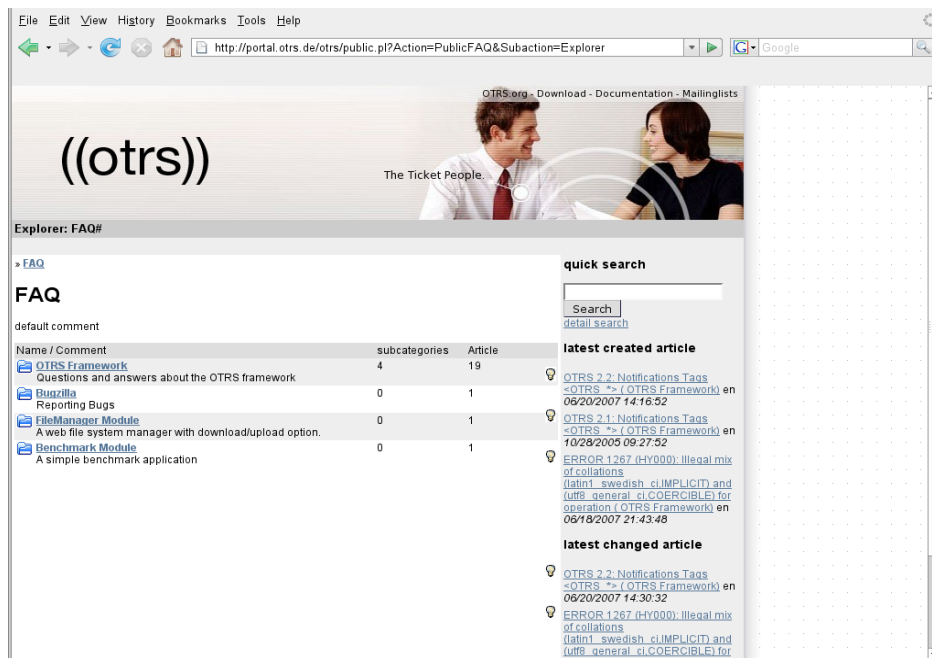 File Edit View History Bookmarks Tools Help
http://portal.otrs.de/otrs/public.pl?Action=PublicFAQ&Subaction=Explorer
G Google
OTRS.org - Download - Documentation - Mailinglists
((otrs))
The Ticket People.
Explorer: FAQ#
» FAQ
FAQ
default comment
Name / Comment subcategories Article
OTRS Framework 4 19
Questions and answers about the OTRS framework
Bugzilla 0 1
Reporting Bugs
FileManager Module 0 1
A web file system manager with download/upload option.
Benchmark Module 0 1
A simple benchmark application
quick search
Search
detail search
latest created article
OTRS 2.2: Notifications Tags
<OTRS_*> ( OTRS Framework) en
06/20/2007 14:16:52
OTRS 2.1: Notifications Tags
<OTRS_*> ( OTRS Framework) en
10/28/2005 09:27:52
ERROR 1267 (HY000): Illegal mix
of collations
(latin1_swedish_ci,IMPLICIT) and
(utf8_general_ci,COERCIBLE) for
operation ( OTRS Framework) en
06/18/2007 21:43:48
latest changed article
OTRS 2.2: Notifications Tags
<OTRS_*> ( OTRS Framework) en
06/20/2007 14:30:32
ERROR 1267 (HY000): Illegal mix
of collations
(latin1_swedish_ci,IMPLICIT) and
(utf8_general_ci,COERCIBLE) for